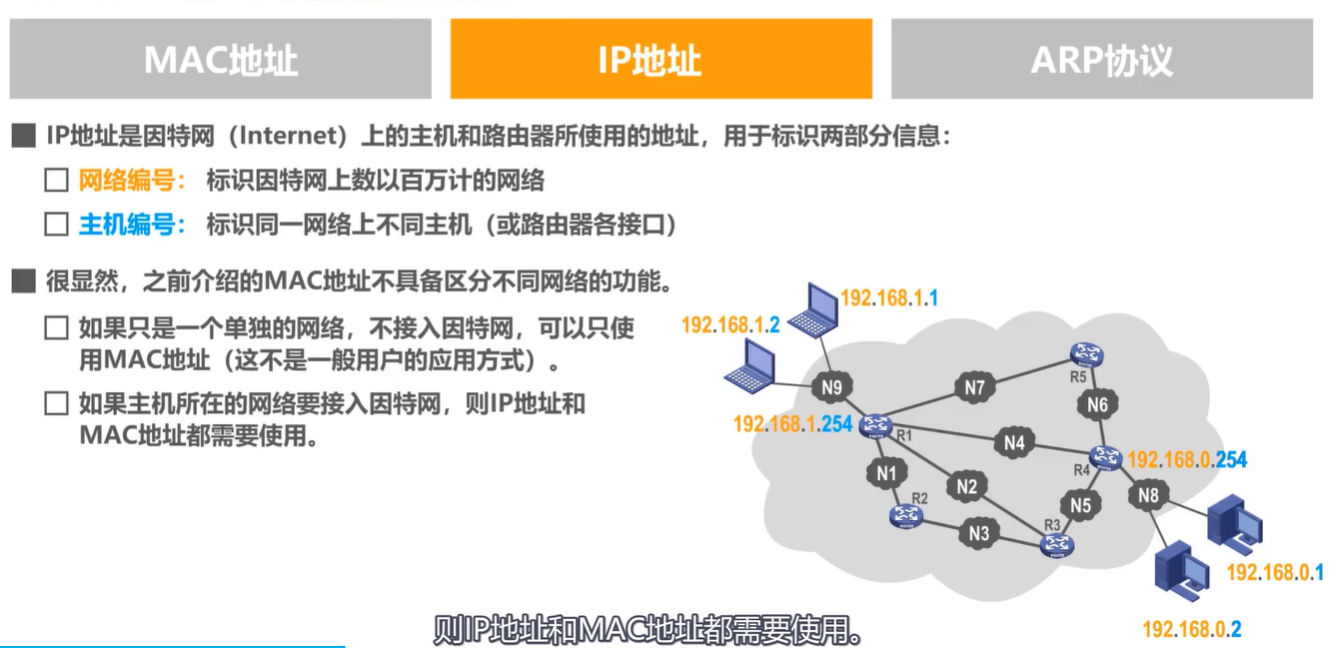 MAC地址
IP地址
ARP协议
IP地址是因特网（Internet）上的主机和路由器所使用的地址，用于标识两部分信息：
网络编号： 标识因特网上数以百万计的网络
主机编号： 标识同一网络上不同主机（或路由器各接口）
很显然，之前介绍的MAC地址不具备区分不同网络的功能。
如果只是一个单独的网络，不接入因特网，可以只使
用MAC地址（这不是一般用户的应用方式）。
如果主机所在的网络要接入因特网，则IP地址和
MAC地址都需要使用。
192.168.1.1
192.168.1.2
N9
N7
R5
N6
192.168.1.254
R1
N4
R4
192.168.0.254
N1
N2
N5
N8
R2
N3
R3
192.168.0.1
192.168.0.2
则IP地址和MAC地址都需要使用。